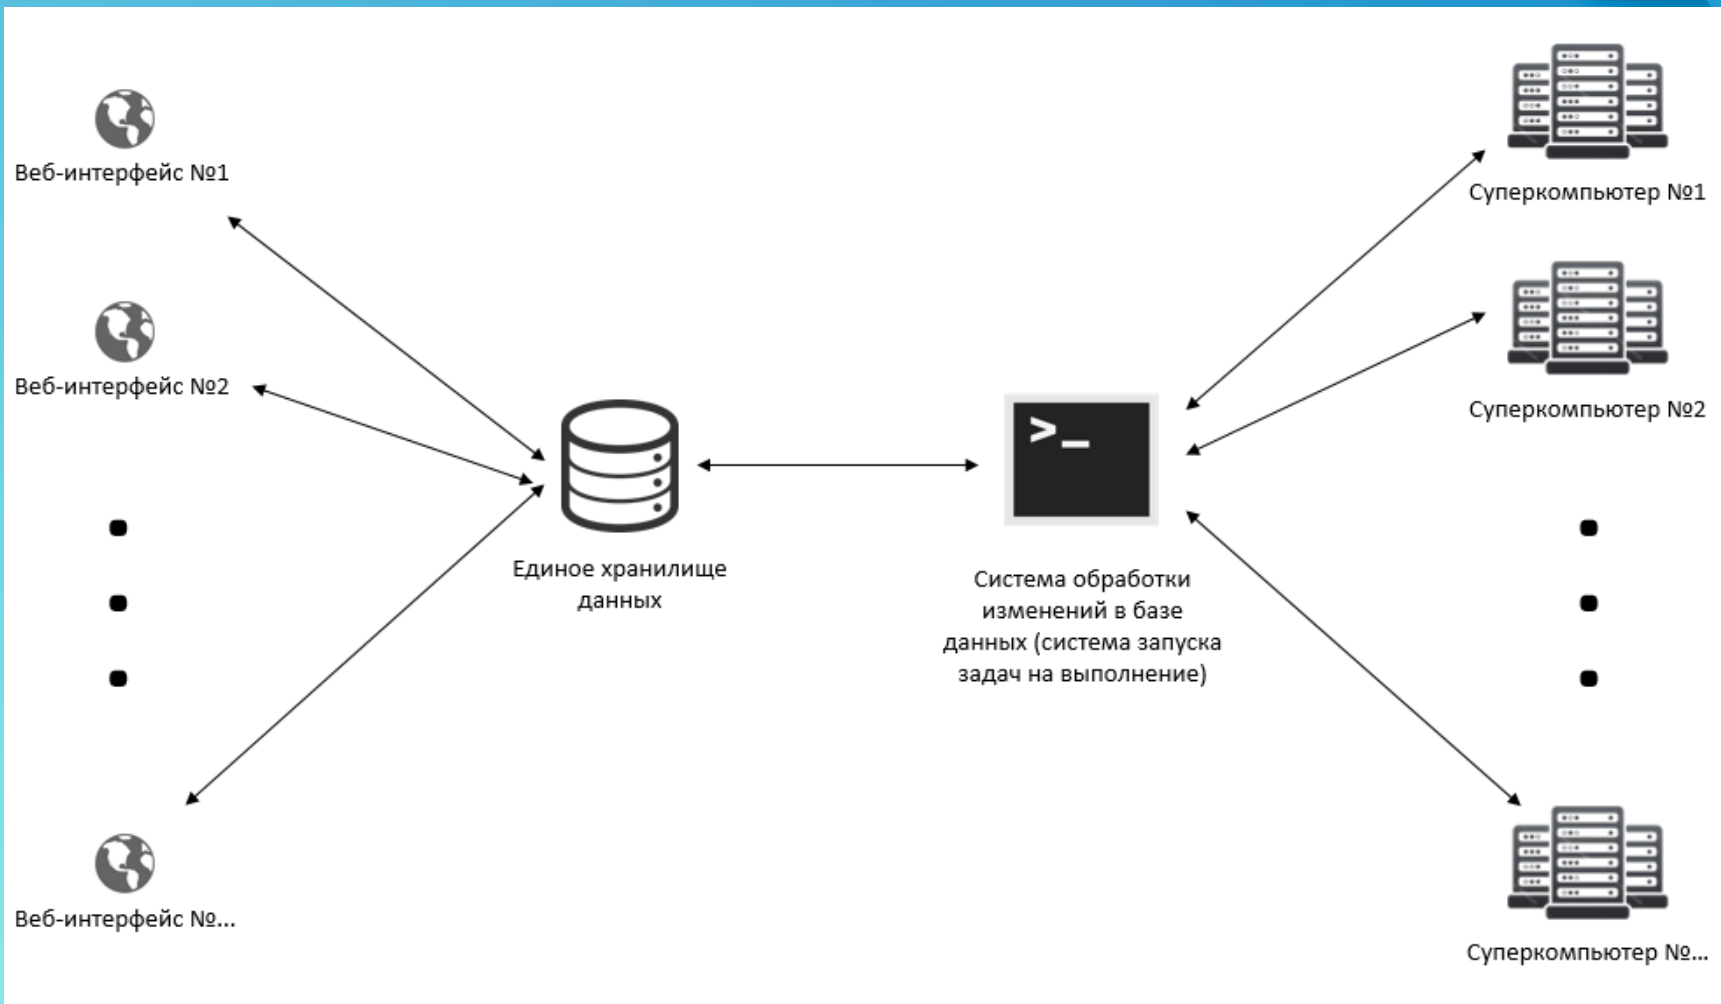 Веб-интерфейс №1
Суперкомпьютер №1
Веб-интерфейс №2
Суперкомпьютер №2
>_
Единое хранилище
данных
Система обработки
изменений в базе
данных (система запуска
задач на выполнение)
Веб-интерфейс №...
Суперкомпьютер №...